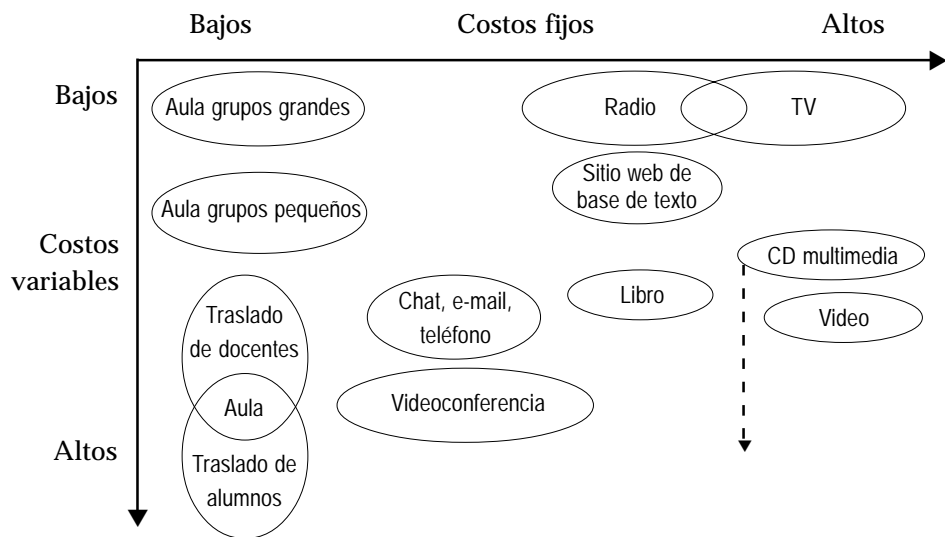 Bajos
Costos fijos
Altos
Bajos
Aula grupos grandes
Radio
TV
Sitio web de
base de texto
Aula grupos pequeños
Costos
variables
CD multimedia
Traslado
de docentes
Chat, e-mail,
teléfono
Libro
Video
Aula
Videoconferencia
Altos
Traslado de
alumnos